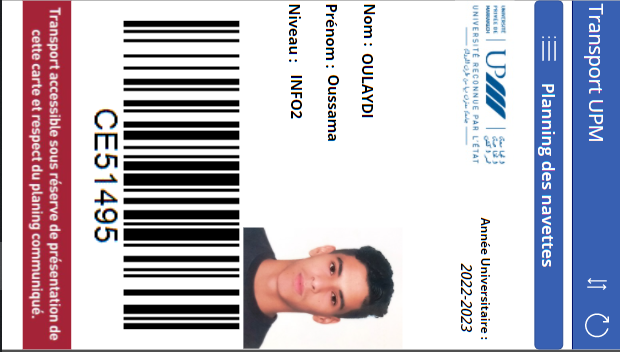 Transport UPM
Planning des navettes
UNIVERSITÉ
PRIVÉE DE
MARRAKECH
UPM
UNIVERSITÉ RECONNUE PAR L'ÉTAT
Année Universitaire :
2022-2023
Nom : OULAYDI
Prénom : Oussama
Niveau : INFO2
CE51495
Transport accessible sous réserve de présentation de
cette carte et respect du planing communiqué.